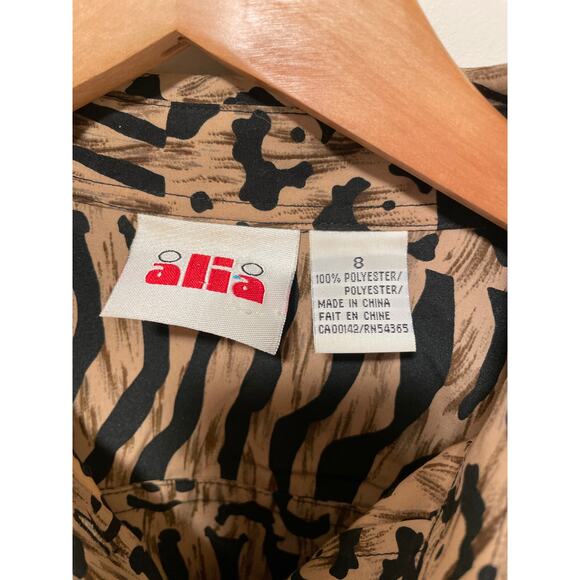 alia
8
100% POLYESTER/
POLYESTER/
MADE IN CHINA
FAIT EN CHINE
CA00142/RN54365